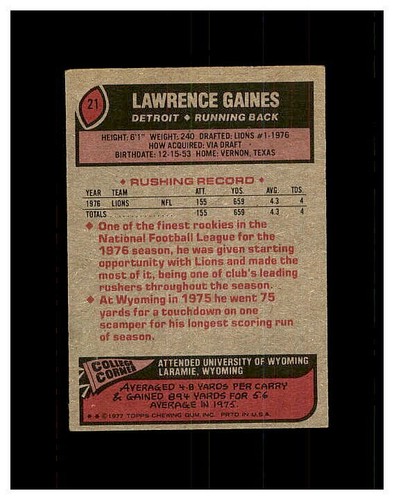 21
LAWRENCE GAINES
DETROIT ◆ RUNNING BACK
HEIGHT: 6'1" WEIGHT: 240 DRAFTED: LIONS #1-1976
HOW ACQUIRED: VIA DRAFT
BIRTHDATE: 12-15-53 HOME: VERNON, TEXAS
◆ RUSHING RECORD ◆
YEAR TEAM ATT. YDS. AVG. TDS.
1976 LIONS NFL 155 659 4.3 4
TOTALS 155 659 4.3 4
◆ One of the finest rookies in the
National Football League for the
1976 season, he was given starting
opportunity with Lions and made the
most of it, being one of club's leading
rushers throughout the season.
◆ At Wyoming in 1975 he went 75
yards for a touchdown on one
scamper for his longest scoring run
of season.
COLLEGE
CORNER
ATTENDED UNIVERSITY OF WYOMING
LARAMIE, WYOMING
AVERAGED 4.8 YARDS PER CARRY
& GAINED 894 YARDS FOR 5.6
AVERAGE IN 1975.
★ ★ © 1977 TOPPS CHEWING GUM, INC. PRTD. IN U.S.A.